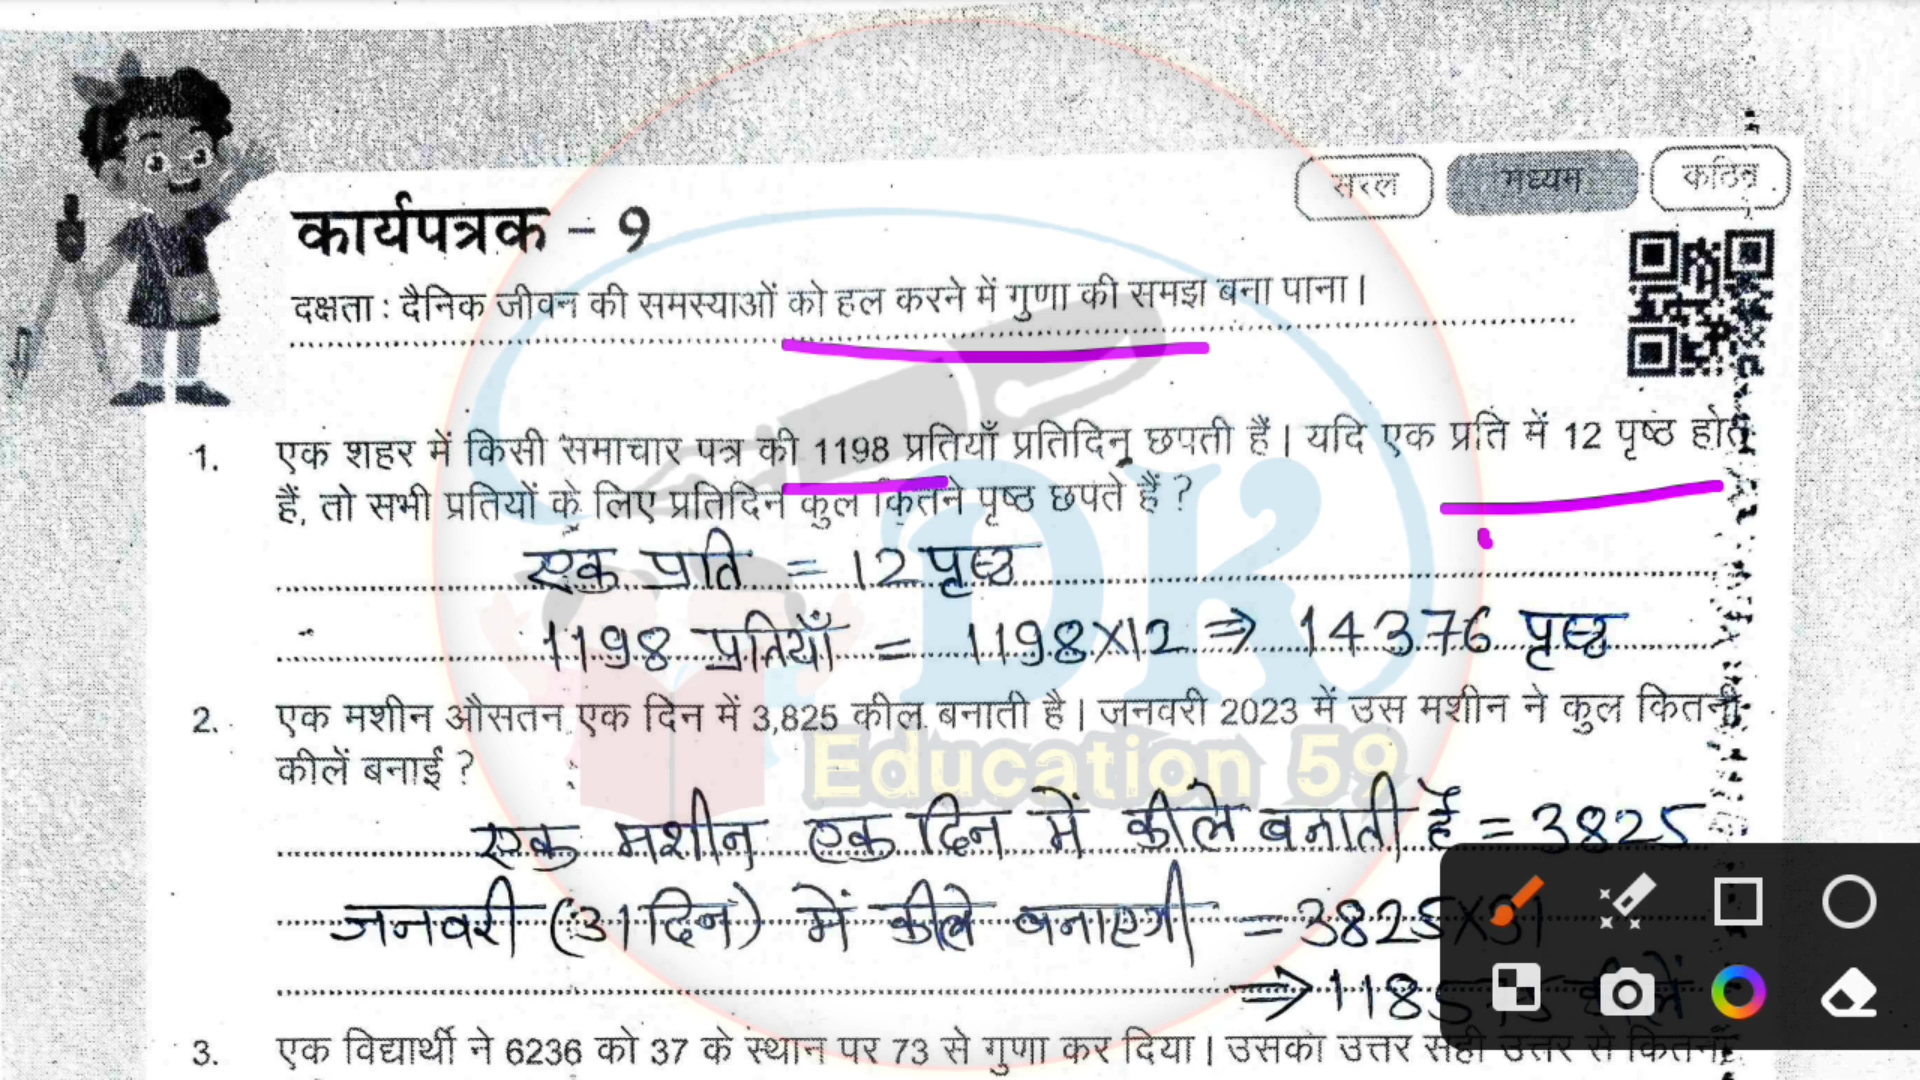 सरल मध्यम कठिन
कार्यपत्रक – 9
दक्षता : दैनिक जीवन की समस्याओं को हल करने में गुणा की समझ बना पाना।
1. एक शहर में किसी समाचार पत्र की 1198 प्रतियाँ प्रतिदिन छपती हैं। यदि एक प्रति में 12 पृष्ठ होते
हैं, तो सभी प्रतियों के लिए प्रतिदिन कुल कितने पृष्ठ छपते हैं ?
एक प्रति = 12 पृष्ठ
1198 प्रतियाँ = 1198×12 ⇒ 14376 पृष्ठ
2. एक मशीन औसतन एक दिन में 3,825 कील बनाती है। जनवरी 2023 में उस मशीन ने कुल कितनी
कीलें बनाई ?
DK
Education 59
एक मशीन एक दिन में कीले बनाती है = 3825
जनवरी (31 दिन) में कीले बनाएगी = 3825×31
⇒ 118575 कीलें
3. एक विद्यार्थी ने 6236 को 37 के स्थान पर 73 से गुणा कर दिया। उसका उत्तर सही उत्तर से कितना